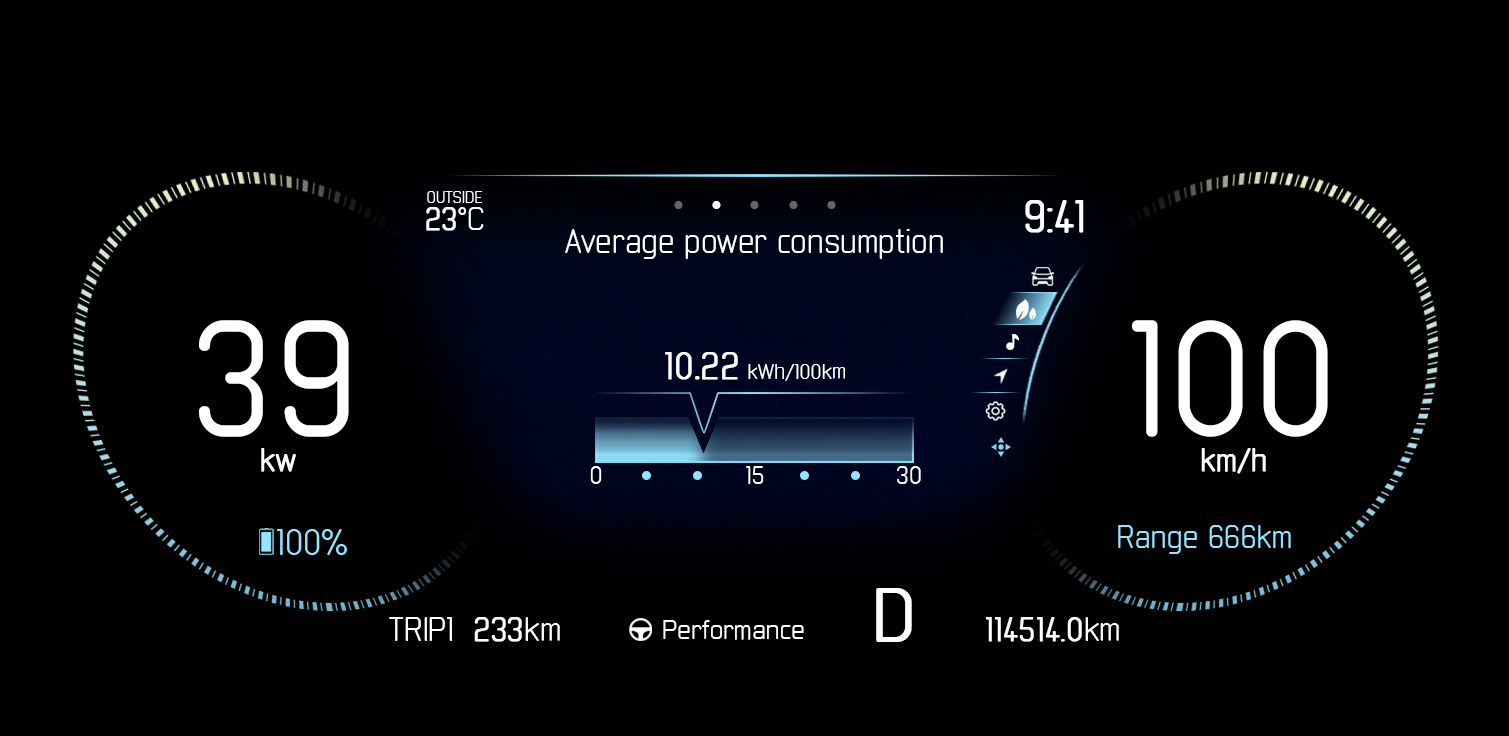 OUTSIDE
23°C
9:41
Average power consumption
39
kw
100%
10.22 kWh/100km
0 15 30
100
km/h
Range 666km
TRIP1 233km
Performance
D
114514.0km